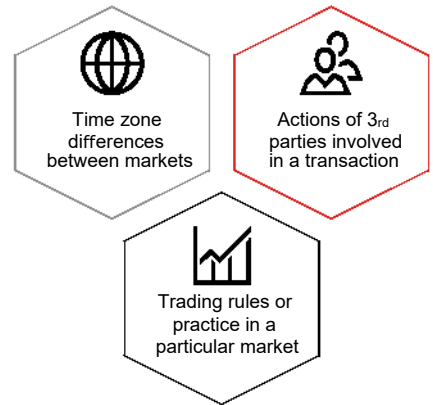 Time zone
differences
between markets
Actions of 3rd
parties involved
in a transaction
Trading rules or
practice in a
particular market